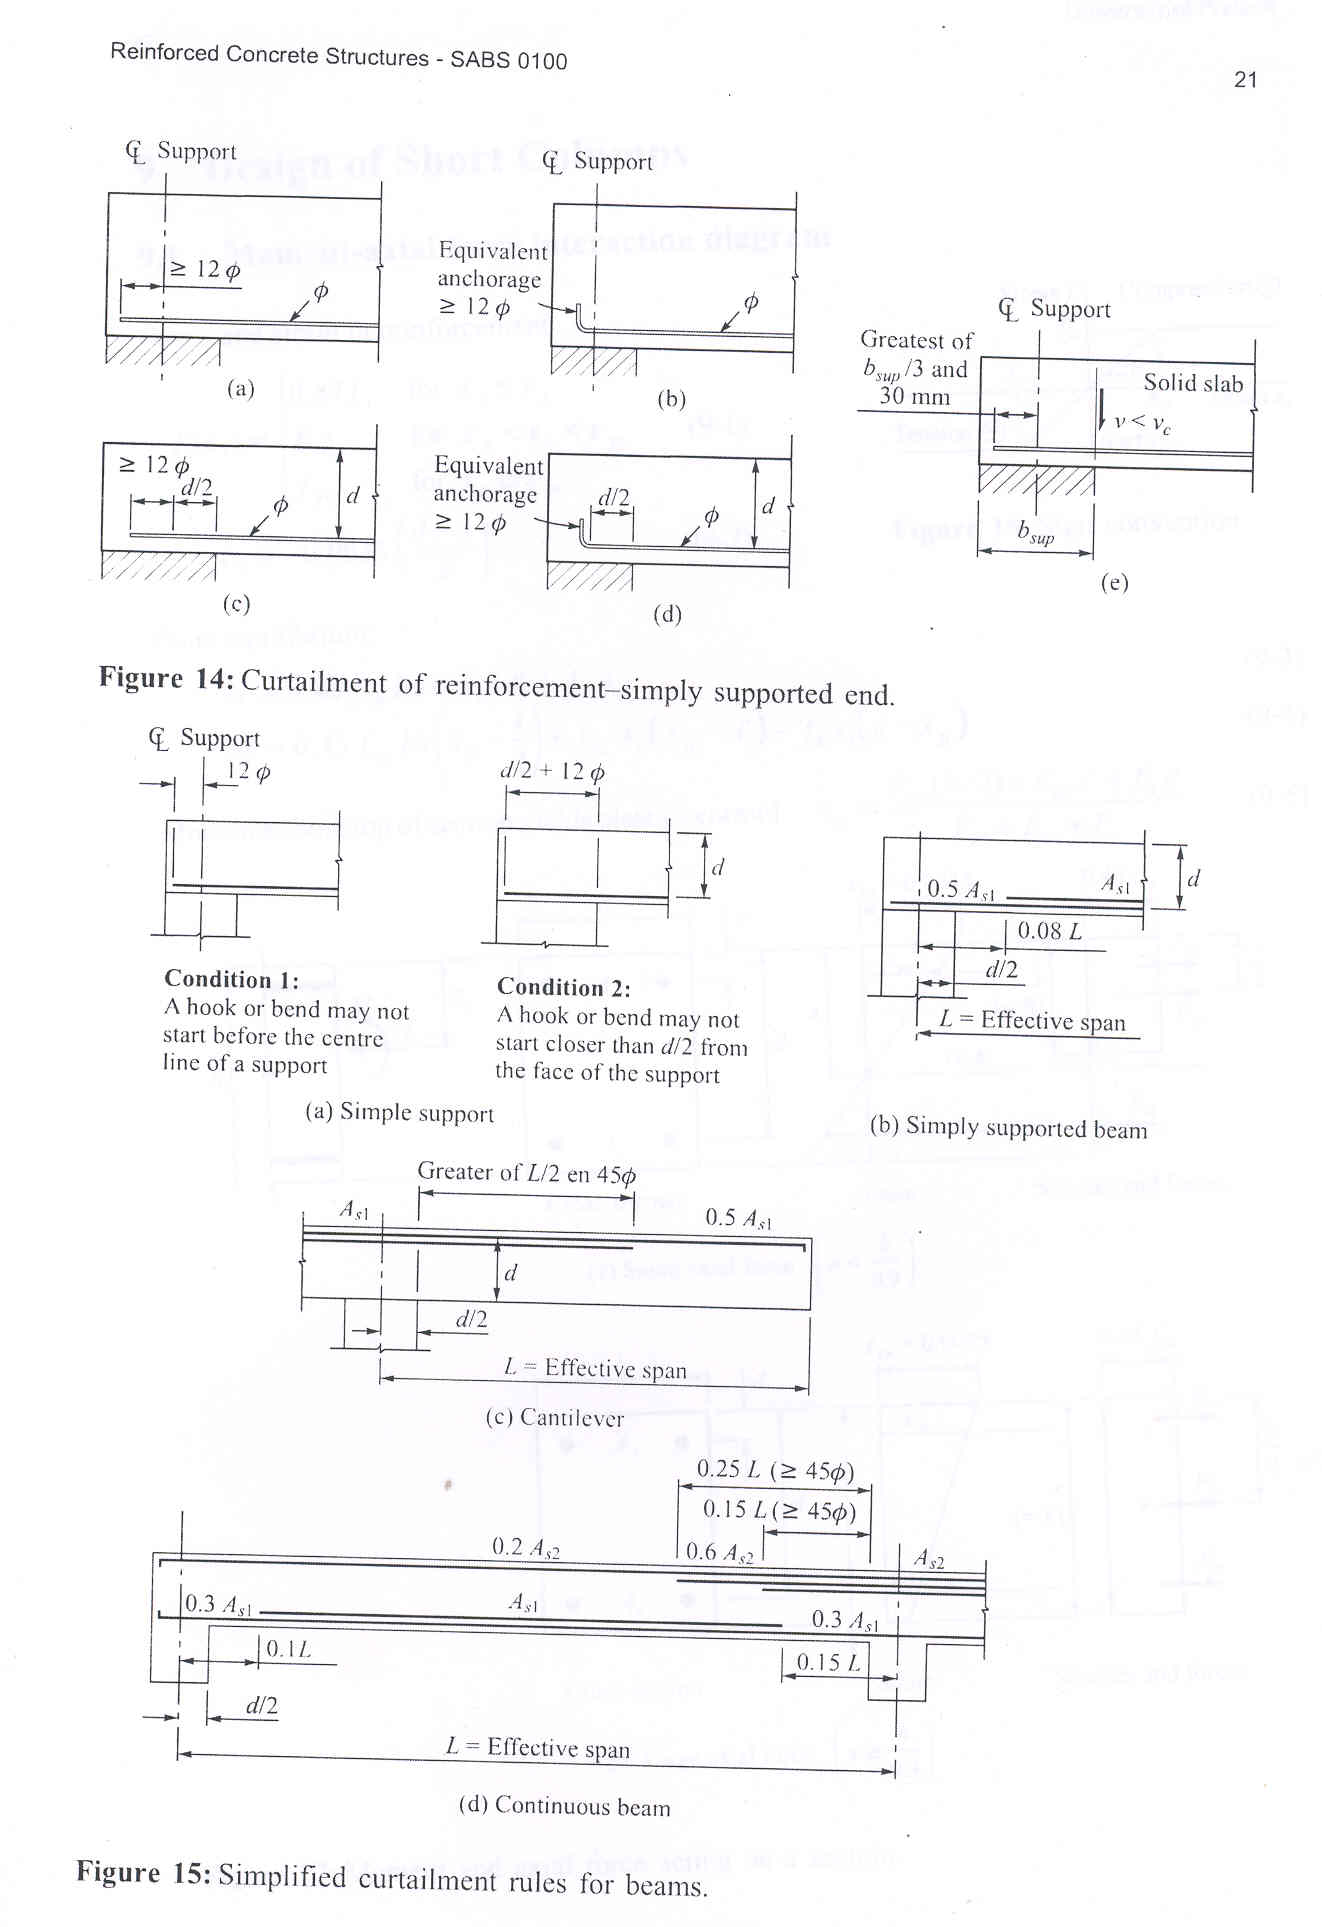 Reinforced Concrete Structures - SABS 0100
21
℄ Support
≥ 12 ϕ
ϕ
(a)
℄ Support
Equivalent
anchorage
≥ 12 ϕ
ϕ
(b)
≥ 12 ϕ
d/2
ϕ
d
(c)
Equivalent
anchorage
≥ 12 ϕ
d/2
ϕ
d
(d)
℄ Support
Greatest of
b_sup /3 and
30 mm
Solid slab
v < v_c
b_sup
(e)
Figure 14: Curtailment of reinforcement–simply supported end.
℄ Support
12 ϕ
Condition 1:
A hook or bend may not
start before the centre
line of a support
d/2 + 12 ϕ
d
Condition 2:
A hook or bend may not
start closer than d/2 from
the face of the support
(a) Simple support
0.5 A_s1
A_s1
d
0.08 L
d/2
L = Effective span
(b) Simply supported beam
Greater of L/2 en 45ϕ
A_s1
0.5 A_s1
d
d/2
L = Effective span
(c) Cantilever
0.25 L (≥ 45ϕ)
0.15 L (≥ 45ϕ)
0.2 A_s2
0.6 A_s2
A_s2
0.3 A_s1
A_s1
0.3 A_s1
0.1L
0.15 L
d/2
L = Effective span
(d) Continuous beam
Figure 15: Simplified curtailment rules for beams.